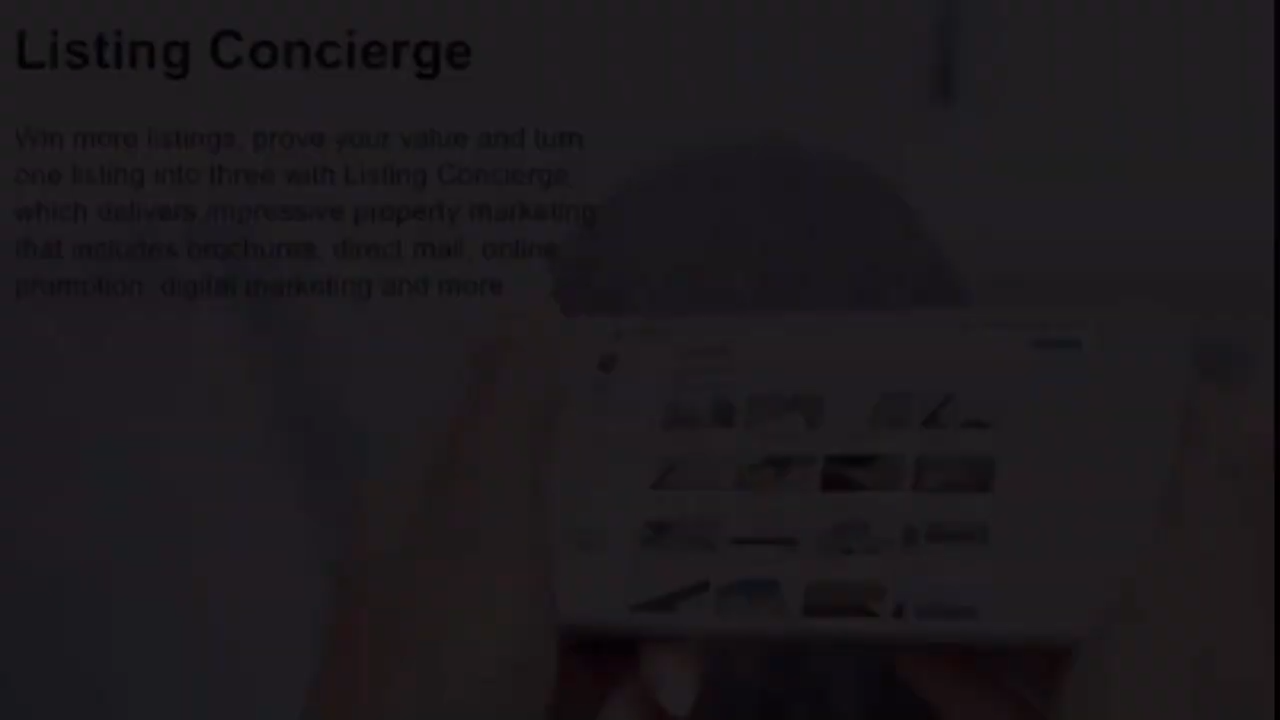 Listing Concierge
Win more listings, prove your value and turn
one listing into three with Listing Concierge,
which delivers impressive property marketing
that includes brochures, direct mail, online
promotion, digital marketing and more.